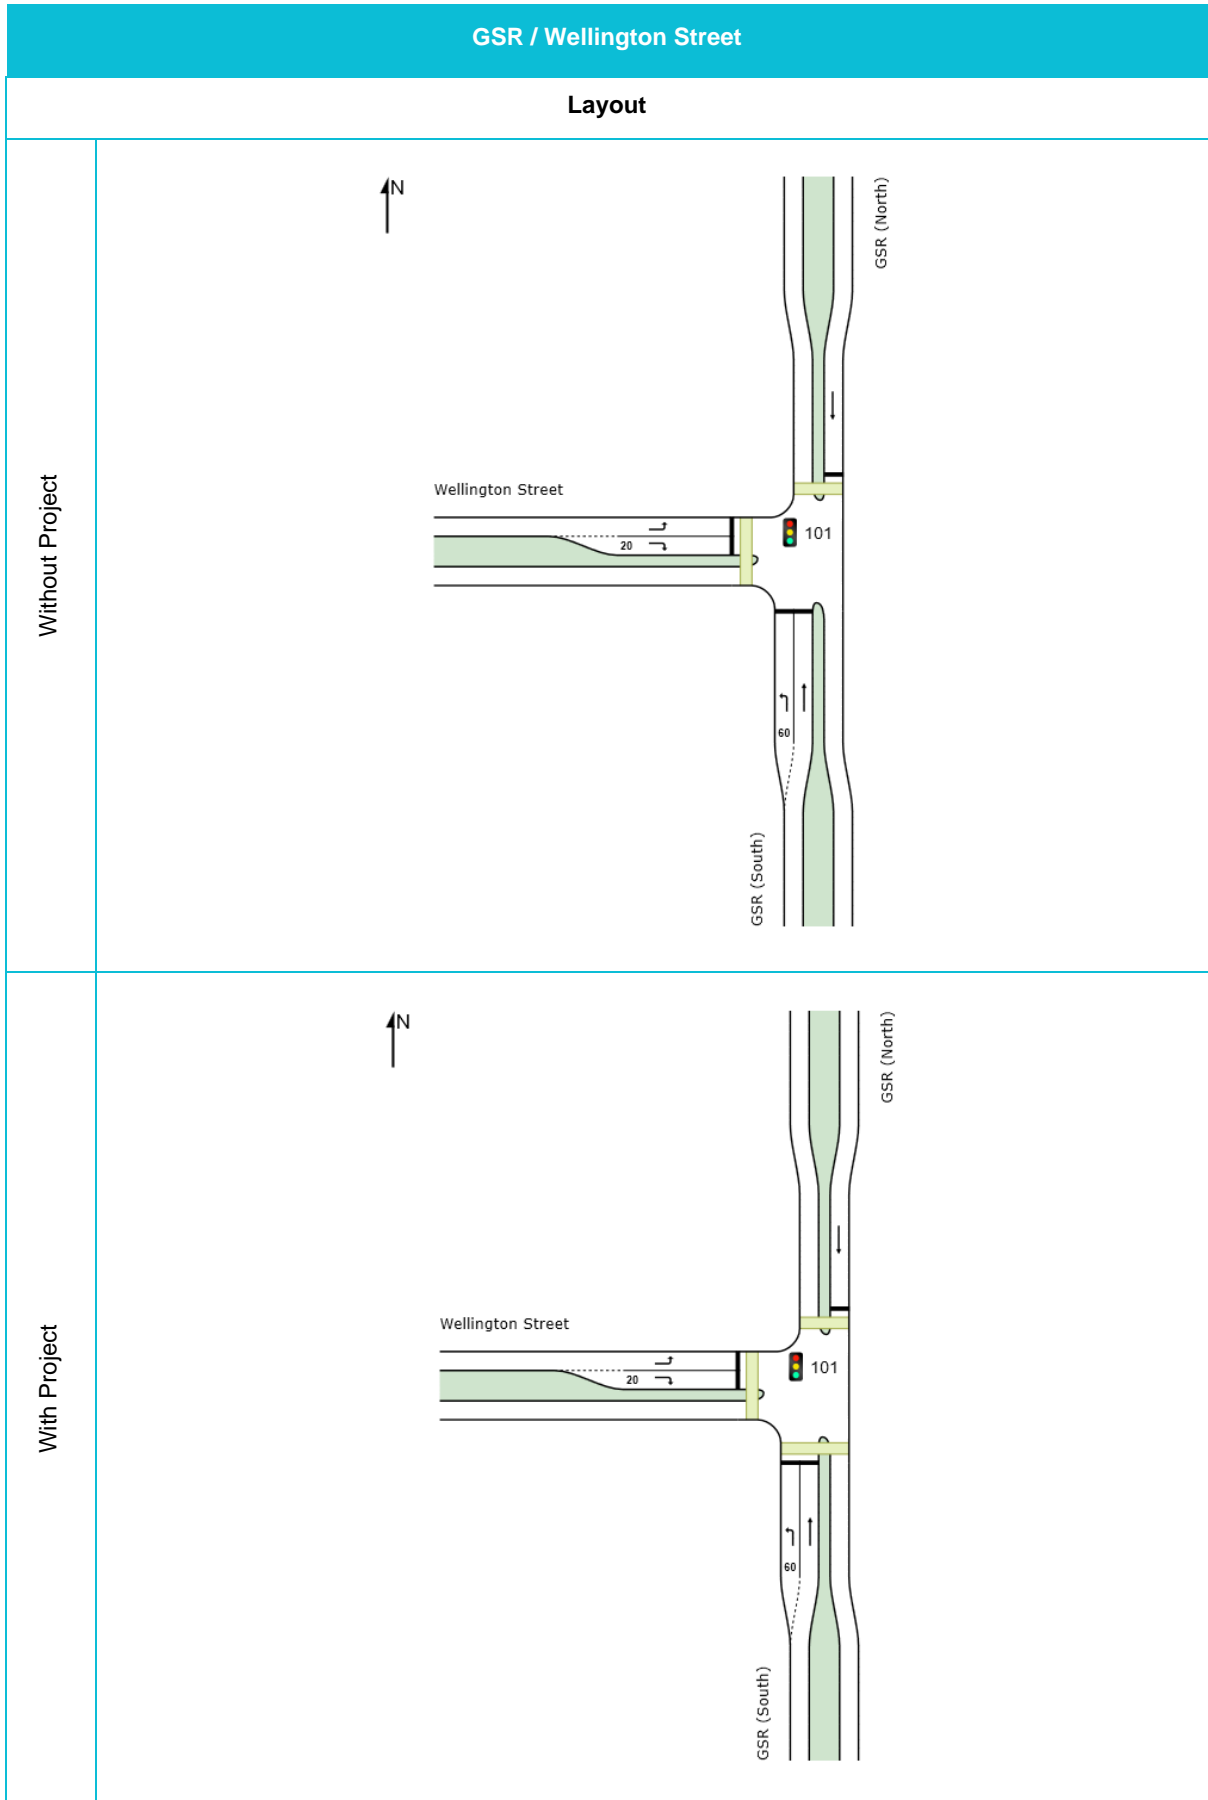 GSR / Wellington Street
Layout
Without Project
N
GSR (North)
Wellington Street
20
101
60
GSR (South)
With Project
N
GSR (North)
Wellington Street
20
101
60
GSR (South)